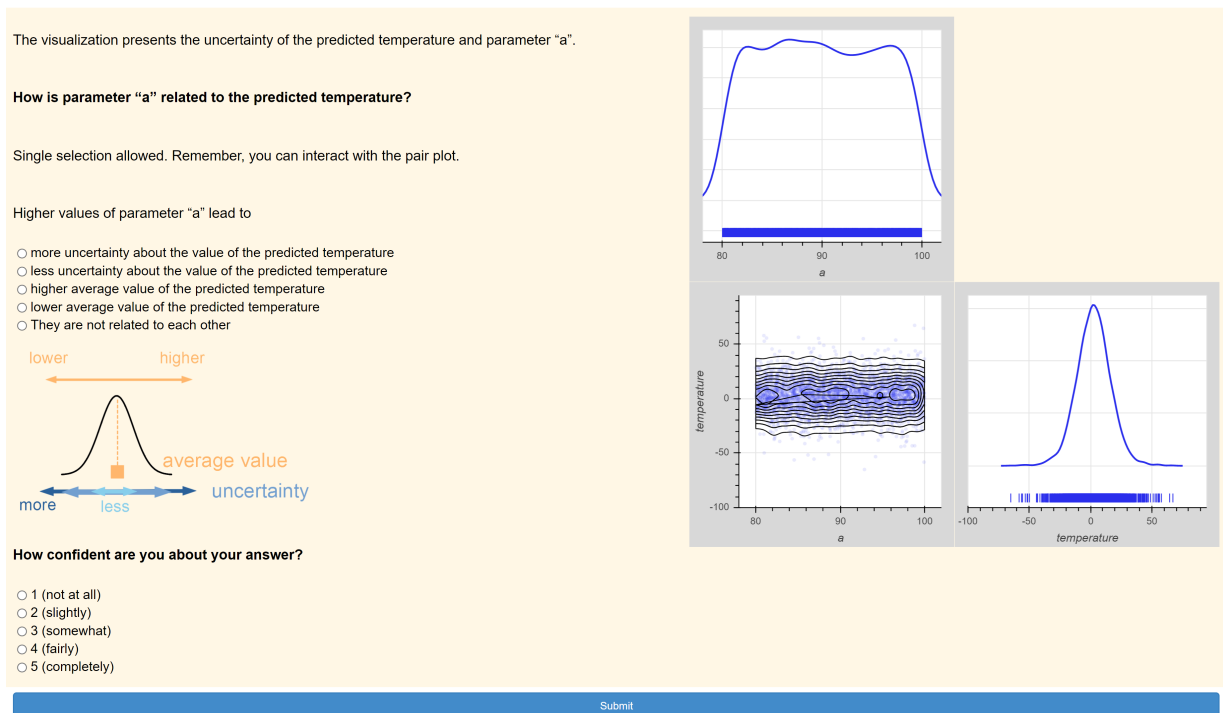 The visualization presents the uncertainty of the predicted temperature and parameter “a”.
How is parameter “a” related to the predicted temperature?
Single selection allowed. Remember, you can interact with the pair plot.
Higher values of parameter “a” lead to
more uncertainty about the value of the predicted temperature
less uncertainty about the value of the predicted temperature
higher average value of the predicted temperature
lower average value of the predicted temperature
They are not related to each other
lower higher
average value
uncertainty
more less
How confident are you about your answer?
1 (not at all)
2 (slightly)
3 (somewhat)
4 (fairly)
5 (completely)
Submit
80 90 100
a
50
0
-50
-100
temperature
80 90 100
a
-100 -50 0 50
temperature